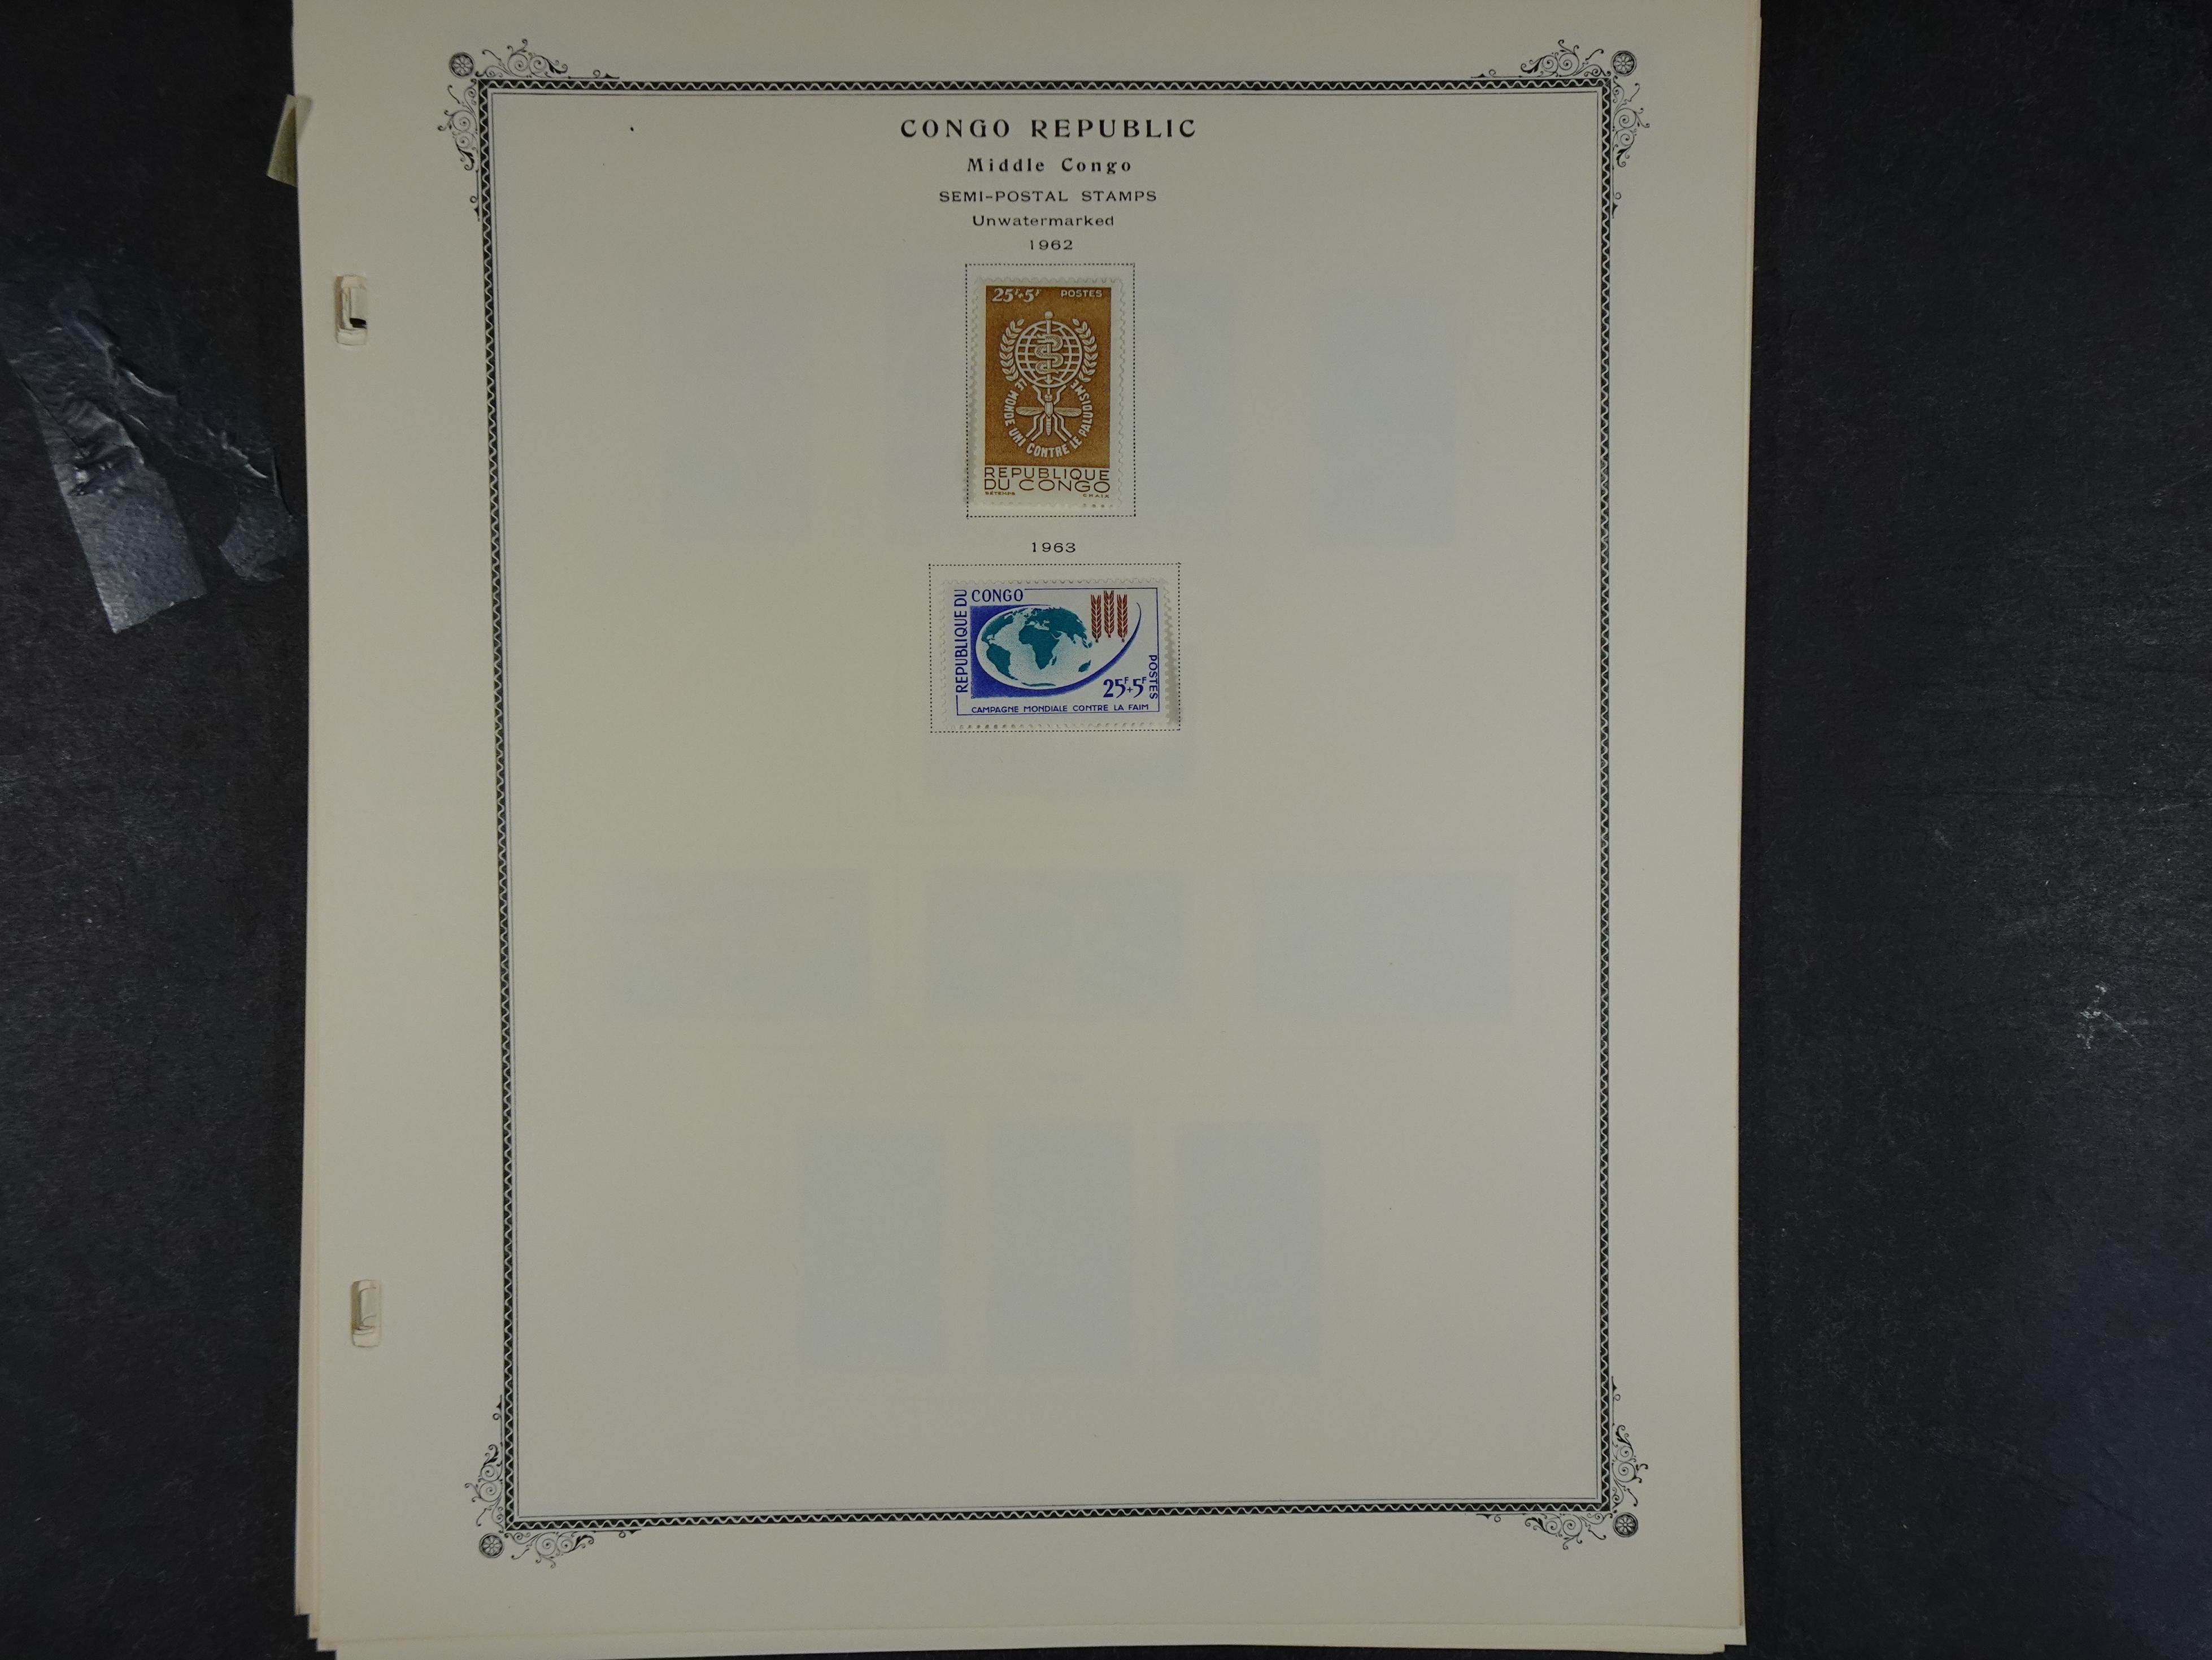 CONGO REPUBLIC
Middle Congo
SEMI-POSTAL STAMPS
Unwatermarked
1962
25F+5F POSTES
LE MONDE UNI CONTRE LE PALUDISME
REPUBLIQUE
DU CONGO
1963
REPUBLIQUE DU CONGO
25F+5F
POSTES
CAMPAGNE MONDIALE CONTRE LA FAIM